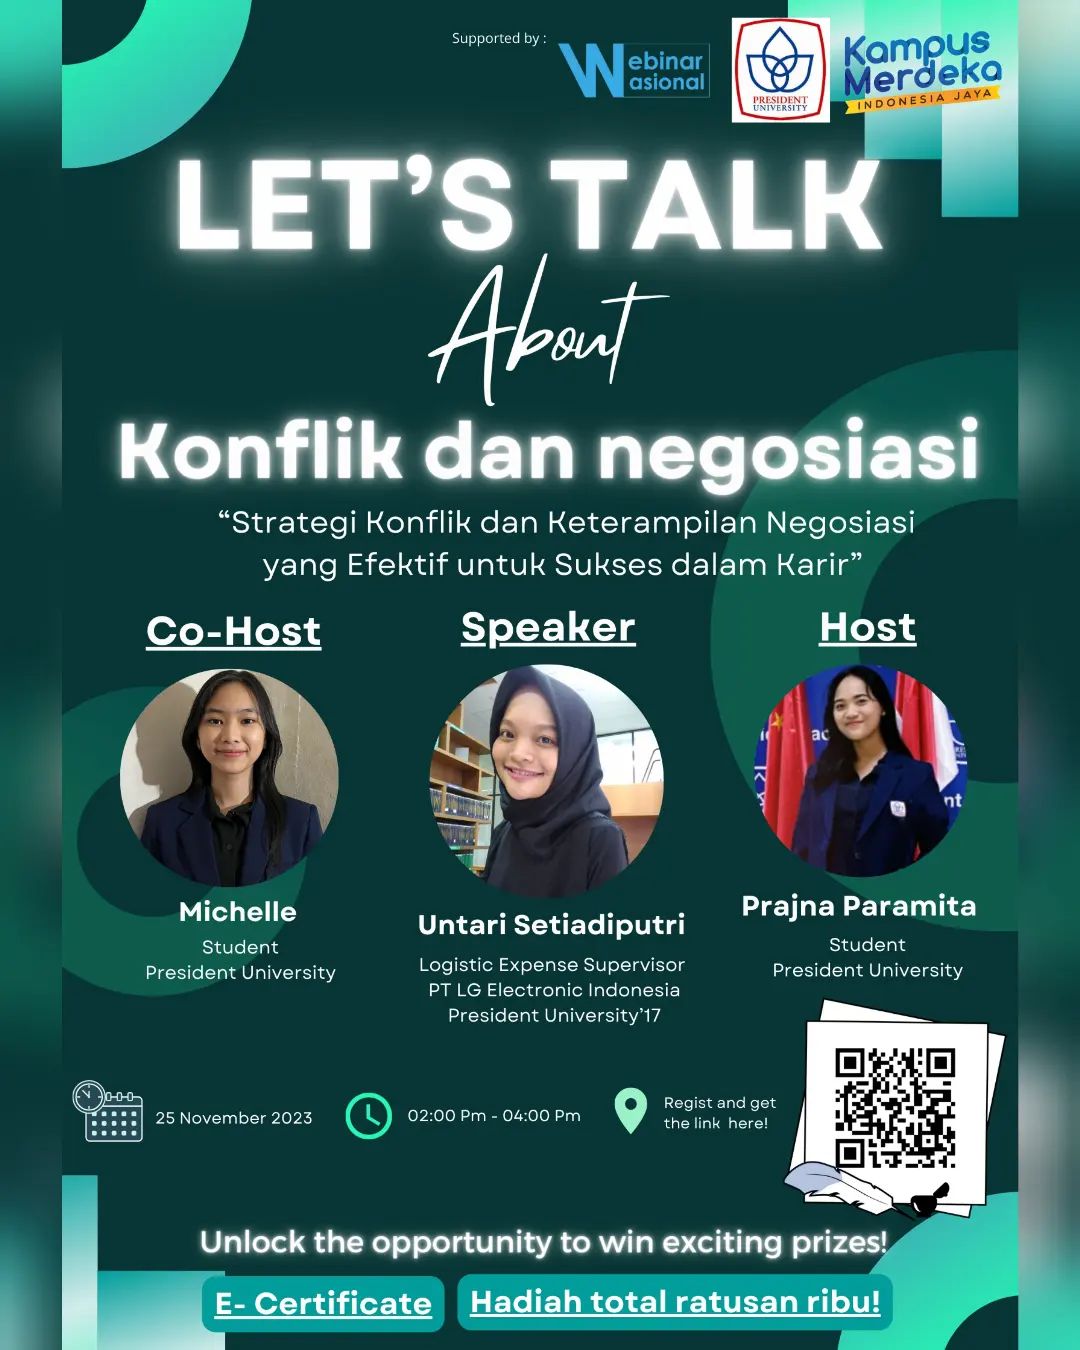 Supported by :
Webinar
Nasional
PRESIDENT
UNIVERSITY
Kampus
Merdeka
INDONESIA JAYA
LET'S TALK
About
Konflik dan negosiasi
“Strategi Konflik dan Keterampilan Negosiasi
yang Efektif untuk Sukses dalam Karir”
Co-Host
Speaker
Host
Michelle
Student
President University
Untari Setiadiputri
Logistic Expense Supervisor
PT LG Electronic Indonesia
President University'17
Prajna Paramita
Student
President University
25 November 2023
02:00 Pm - 04:00 Pm
Regist and get
the link here!
Unlock the opportunity to win exciting prizes!
E- Certificate
Hadiah total ratusan ribu!